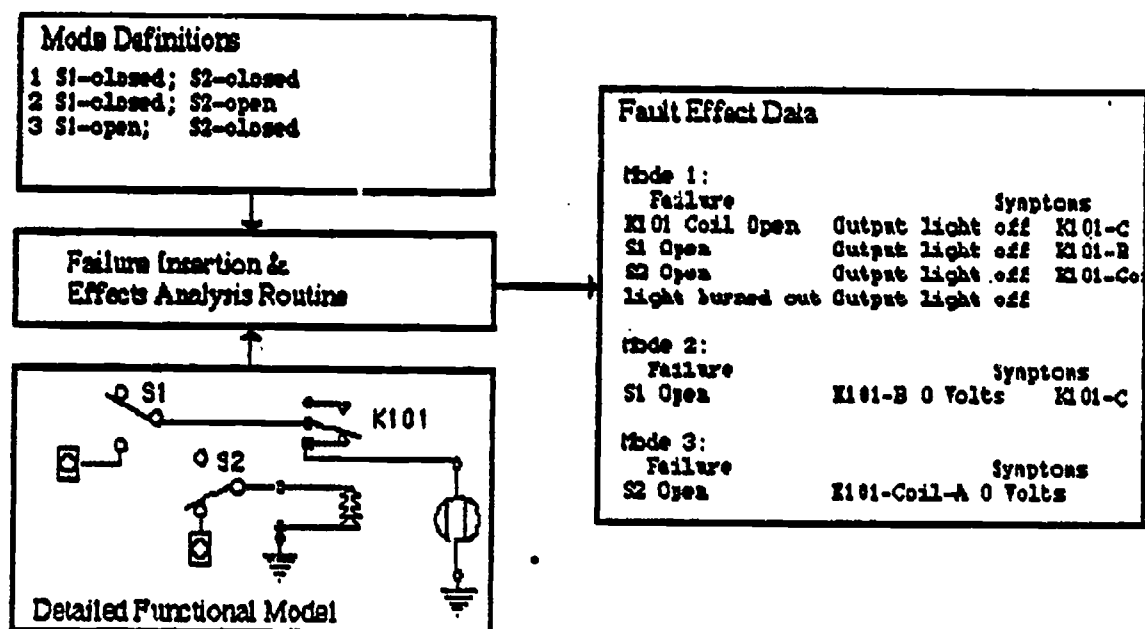 Mode Definitions
1 S1-closed; S2-closed
2 S1-closed; S2-open
3 S1-open; S2-closed
Failure Insertion &
Effects Analysis Routine
S1
K101
S2
Detailed Functional Model
Fault Effect Data
Mode 1:
Failure Symptoms
K101 Coil Open Output light off K101-C
S1 Open Output light off K101-B
S2 Open Output light off K101-Coi
light burned out Output light off
Mode 2:
Failure Symptoms
S1 Open K101-B 0 Volts K101-C
Mode 3:
Failure Symptoms
S2 Open K101-Coil-A 0 Volts